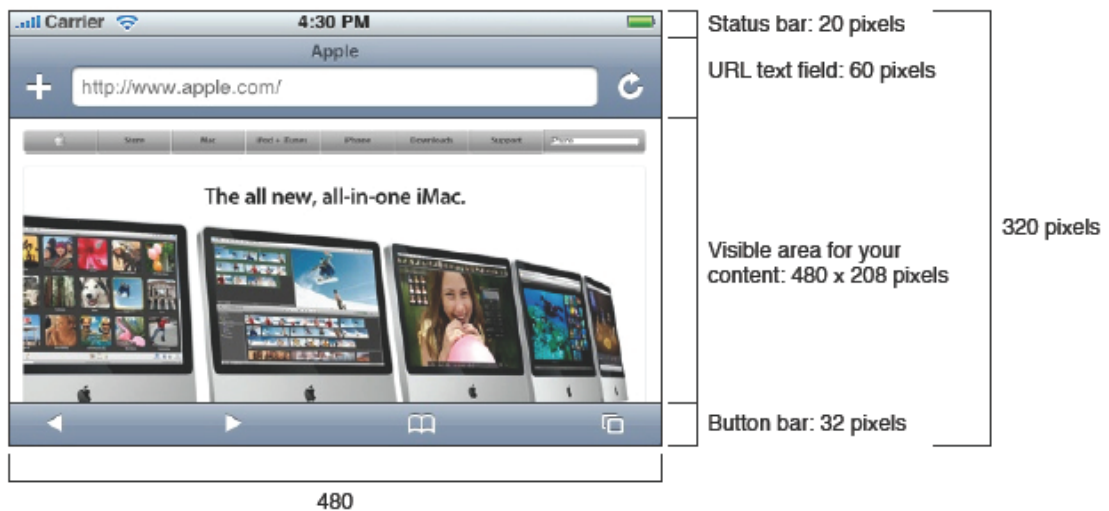 Carrier 4:30 PM
Apple
http://www.apple.com/
Store Mac iPod + iTunes iPhone Downloads Support
The all new, all-in-one iMac.
Status bar: 20 pixels
URL text field: 60 pixels
Visible area for your
content: 480 x 208 pixels
320 pixels
Button bar: 32 pixels
480